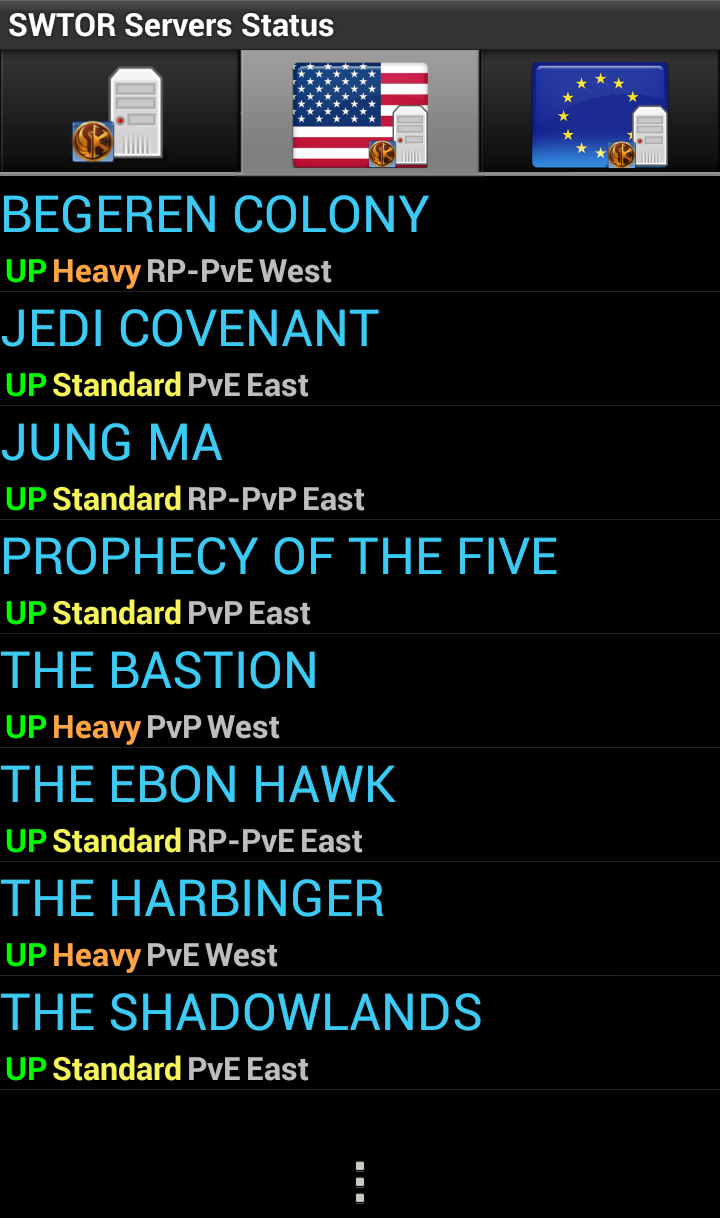 SWTOR Servers Status
BEGEREN COLONY
UP Heavy RP-PvE West
JEDI COVENANT
UP Standard PvE East
JUNG MA
UP Standard RP-PvP East
PROPHECY OF THE FIVE
UP Standard PvP East
THE BASTION
UP Heavy PvP West
THE EBON HAWK
UP Standard RP-PvE East
THE HARBINGER
UP Heavy PvE West
THE SHADOWLANDS
UP Standard PvE East